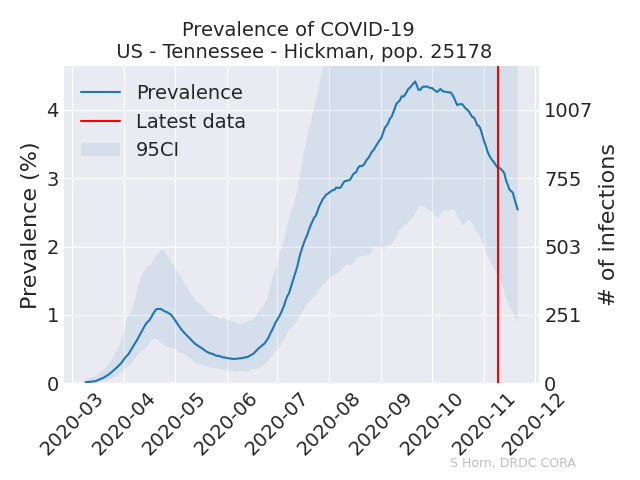 Prevalence of COVID-19
US - Tennessee - Hickman, pop. 25178
Prevalence
Latest data
95CI
Prevalence (%)
4
3
2
1
0
# of infections
1007
755
503
251
0
2020-03
2020-04
2020-05
2020-06
2020-07
2020-08
2020-09
2020-10
2020-11
2020-12
S Horn, DRDC CORA